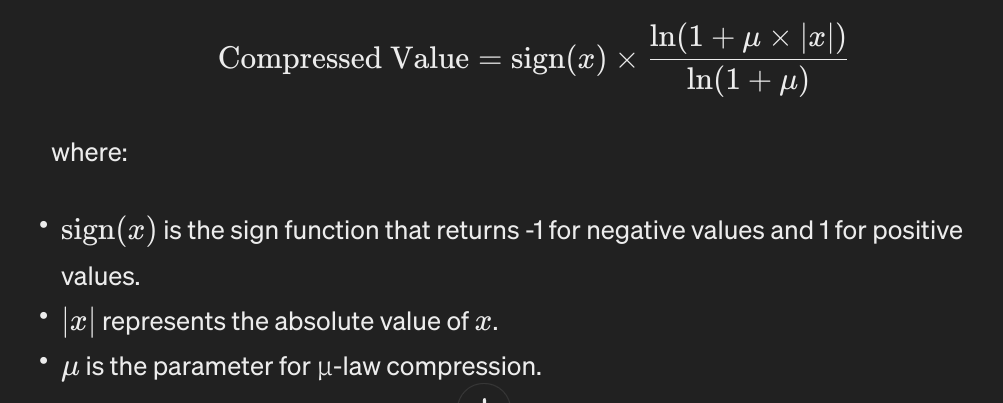 Compressed Value = sign(x) × ln(1 + μ × |x|) / ln(1 + μ)
where:
• sign(x) is the sign function that returns -1 for negative values and 1 for positive
values.
• |x| represents the absolute value of x.
• μ is the parameter for μ-law compression.